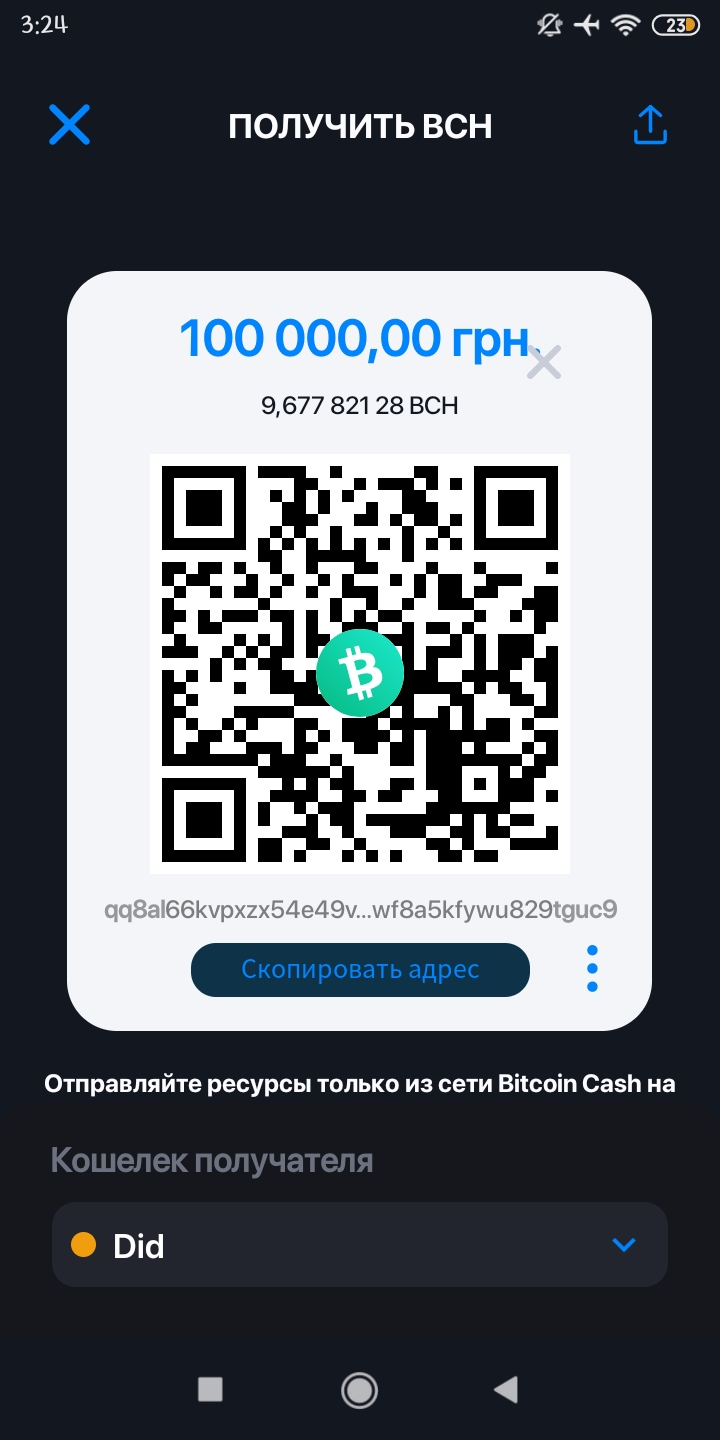 3:24
23
ПОЛУЧИТЬ BCH
100 000,00 грн.
9,677 821 28 BCH
qq8al66kvpxzx54e49v...wf8a5kfywu829tguc9
Скопировать адрес
Отправляйте ресурсы только из сети Bitcoin Cash на
Кошелек получателя
Did